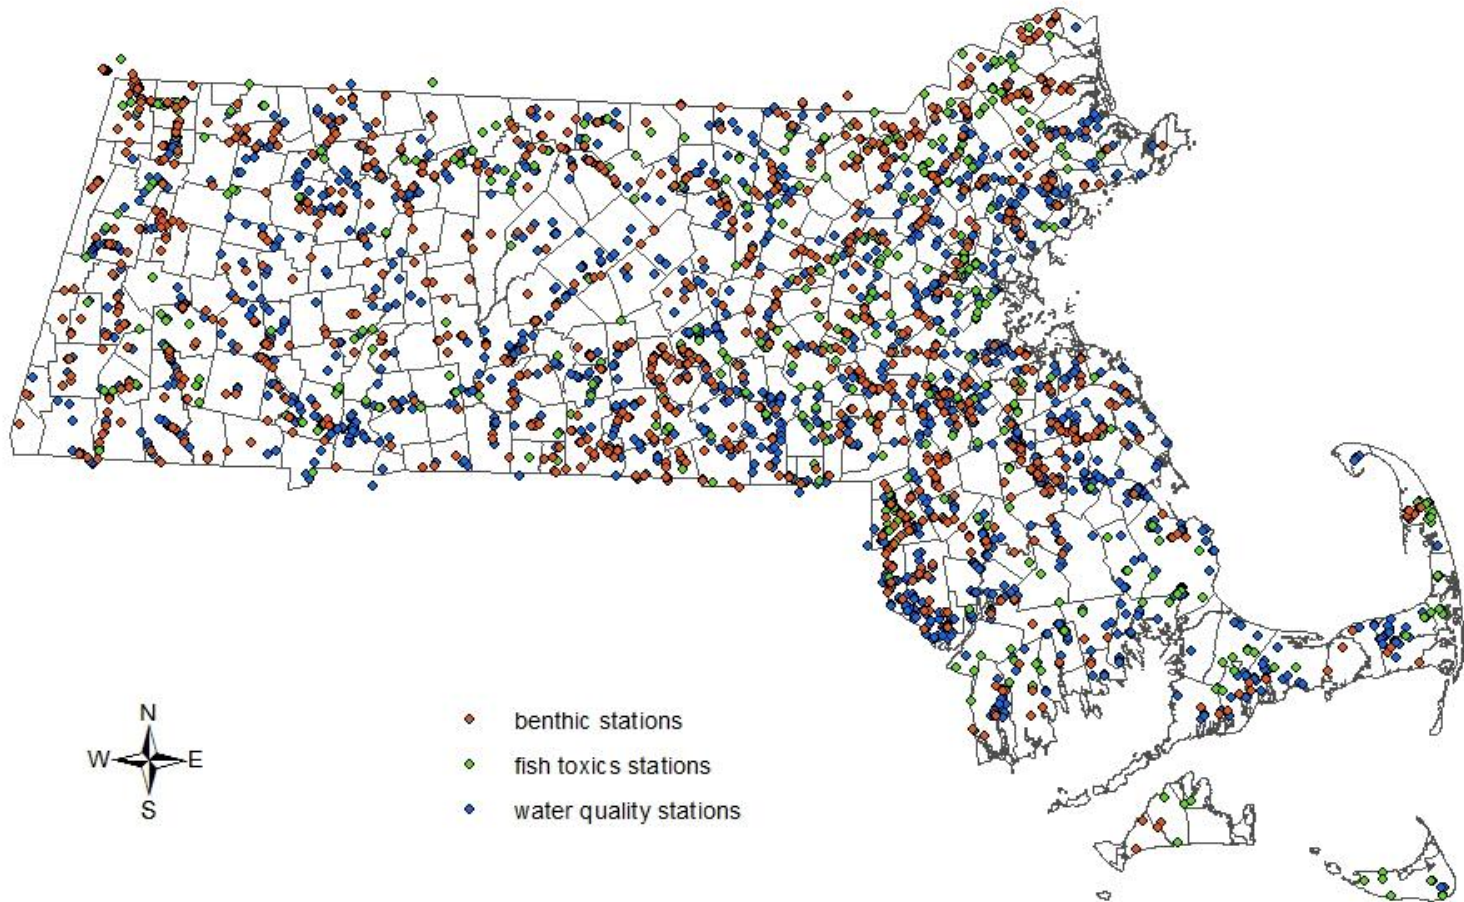 N
W E
S
benthic stations
fish toxics stations
water quality stations